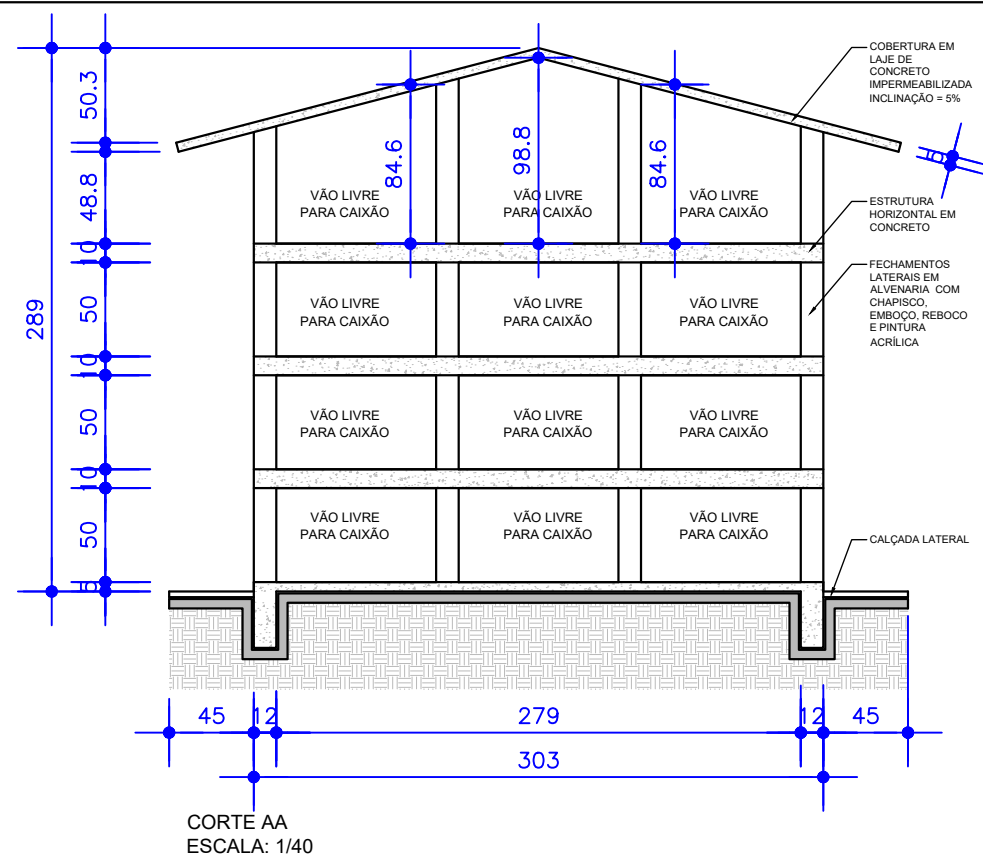 COBERTURA EM
LAJE DE
CONCRETO
IMPERMEABILIZADA
INCLINAÇÃO = 5%
50.3
84.6
98.8
84.6
5
48.8
VÃO LIVRE
PARA CAIXÃO
VÃO LIVRE
PARA CAIXÃO
VÃO LIVRE
PARA CAIXÃO
ESTRUTURA
HORIZONTAL EM
CONCRETO
10
FECHAMENTOS
LATERAIS EM
ALVENARIA COM
CHAPISCO,
EMBOÇO, REBOCO
E PINTURA
ACRÍLICA
289
50
VÃO LIVRE
PARA CAIXÃO
VÃO LIVRE
PARA CAIXÃO
VÃO LIVRE
PARA CAIXÃO
10
50
VÃO LIVRE
PARA CAIXÃO
VÃO LIVRE
PARA CAIXÃO
VÃO LIVRE
PARA CAIXÃO
10
50
VÃO LIVRE
PARA CAIXÃO
VÃO LIVRE
PARA CAIXÃO
VÃO LIVRE
PARA CAIXÃO
CALÇADA LATERAL
5
45
12
279
12
45
303
CORTE AA
ESCALA: 1/40